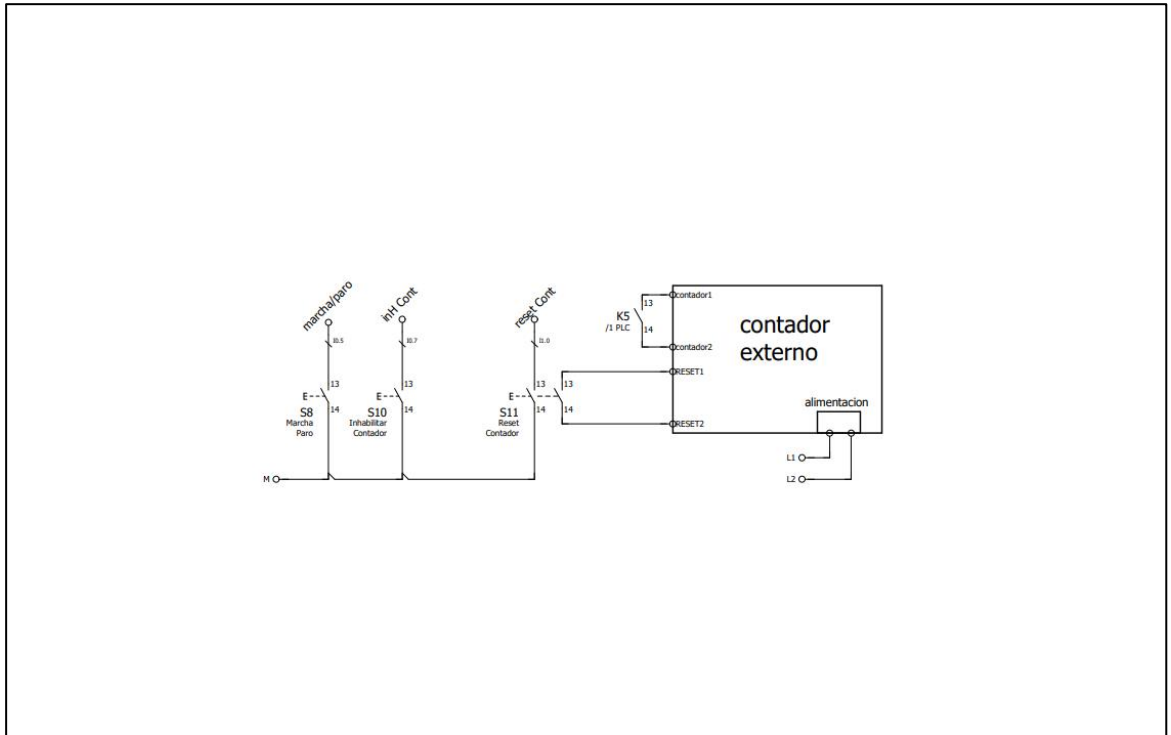 marcha/paro
inH Cont
reset Cont
I0.5
I0.7
I1.0
13
14
E
S8
Marcha
Paro
13
14
E
S10
Inhabilitar
Contador
13
14
E
S11
Reset
Contador
13
14
M
K5
/1 PLC
13
14
contador1
contador2
RESET1
RESET2
contador
externo
alimentacion
L1
L2